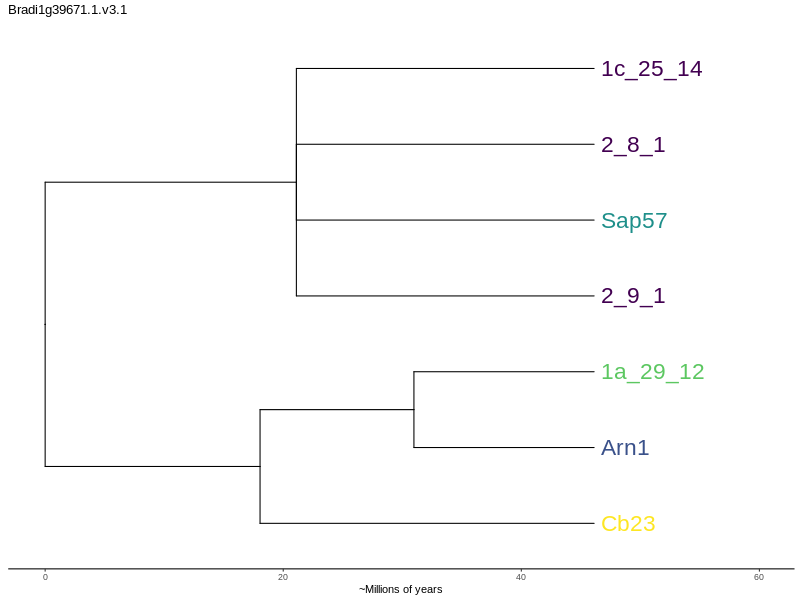 Bradi1g39671.1.v3.1
1c_25_14
2_8_1
Sap57
2_9_1
1a_29_12
Arn1
Cb23
0 20 40 60
~Millions of years